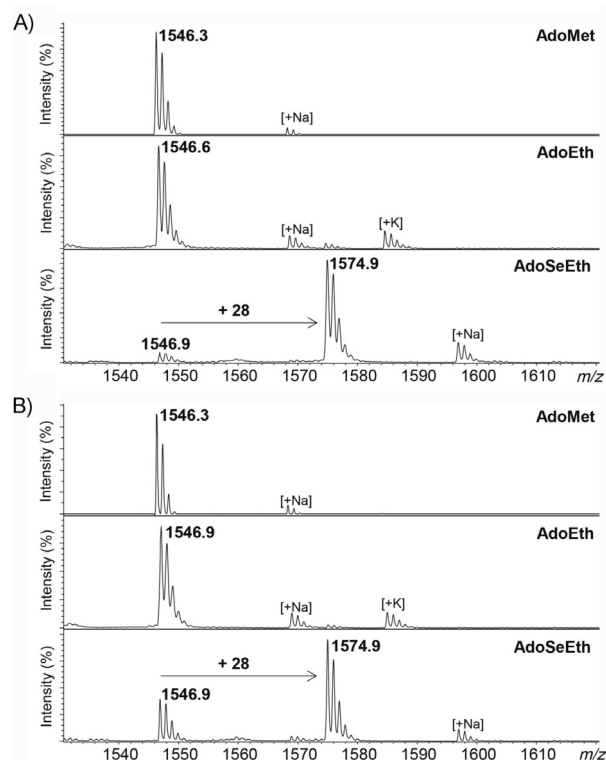 A)
1546.3
AdoMet
Intensity (%)
[+Na]
1546.6
AdoEth
Intensity (%)
[+Na]
[+K]
1574.9
AdoSeEth
Intensity (%)
+ 28
1546.9
[+Na]
1540 1550 1560 1570 1580 1590 1600 1610 m/z
B)
1546.3
AdoMet
Intensity (%)
[+Na]
1546.9
AdoEth
Intensity (%)
[+Na]
[+K]
1574.9
AdoSeEth
Intensity (%)
+ 28
1546.9
[+Na]
1540 1550 1560 1570 1580 1590 1600 1610 m/z